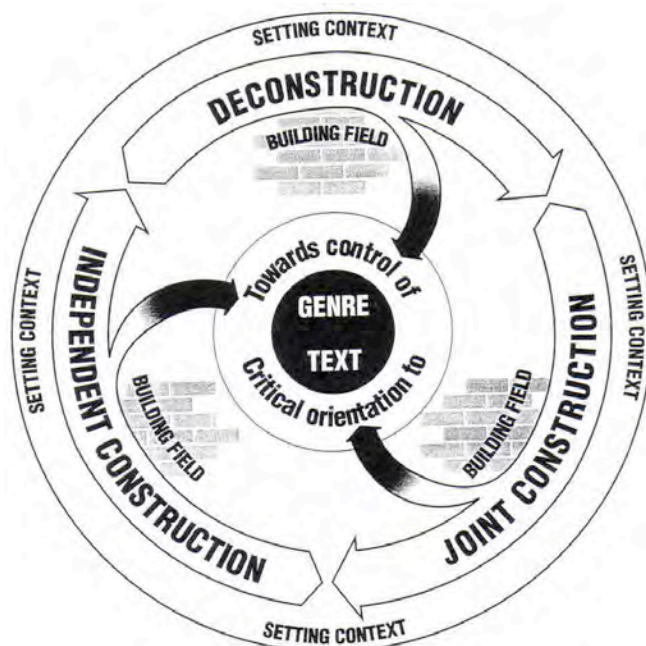 SETTING CONTEXT
DECONSTRUCTION
BUILDING FIELD
Towards control of
GENRE
TEXT
Critical orientation to
SETTING CONTEXT
INDEPENDENT CONSTRUCTION
BUILDING FIELD
SETTING CONTEXT
JOINT CONSTRUCTION
BUILDING FIELD
SETTING CONTEXT